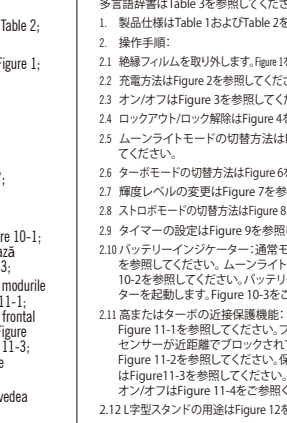 Table 2;
Figure 1;
;
re 10-1;
ază
3;
modurile
11-1;
frontal
Figure
11-3;
e
vedea
多言語辞書はTable 3を参照してくださ
1. 製品仕様はTable 1およびTable 2を
2. 操作手順：
2.1 絶縁フィルムを取り外します。Figure 1を
2.2 充電方法はFigure 2を参照してくださ
2.3 オン/オフはFigure 3を参照してくだ
2.4 ロックアウト/ロック解除はFigure 4を
2.5 ムーンライトモードの切替方法はF
てください。
2.6 ターボモードの切替方法はFigure 6を
2.7 輝度レベルの変更はFigure 7を参
2.8 ストロボモードの切替方法はFigure 8
2.9 タイマーの設定はFigure 9を参照
2.10 バッテリーインジケーター：通常モ
を参照してください。 ムーンライト
10-2を参照してください。バッテリ
ターを起動します。Figure 10-3をご
2.11 高またはターボの近接保護機能：
Figure 11-1を参照してください。フ
センサーが近距離でブロックされて
Figure 11-2を参照してください。保
はFigure11-3を参照してください。
オン/オフはFigure 11-4をご参照く
2.12 L字型スタンドの用途はFigure 12を